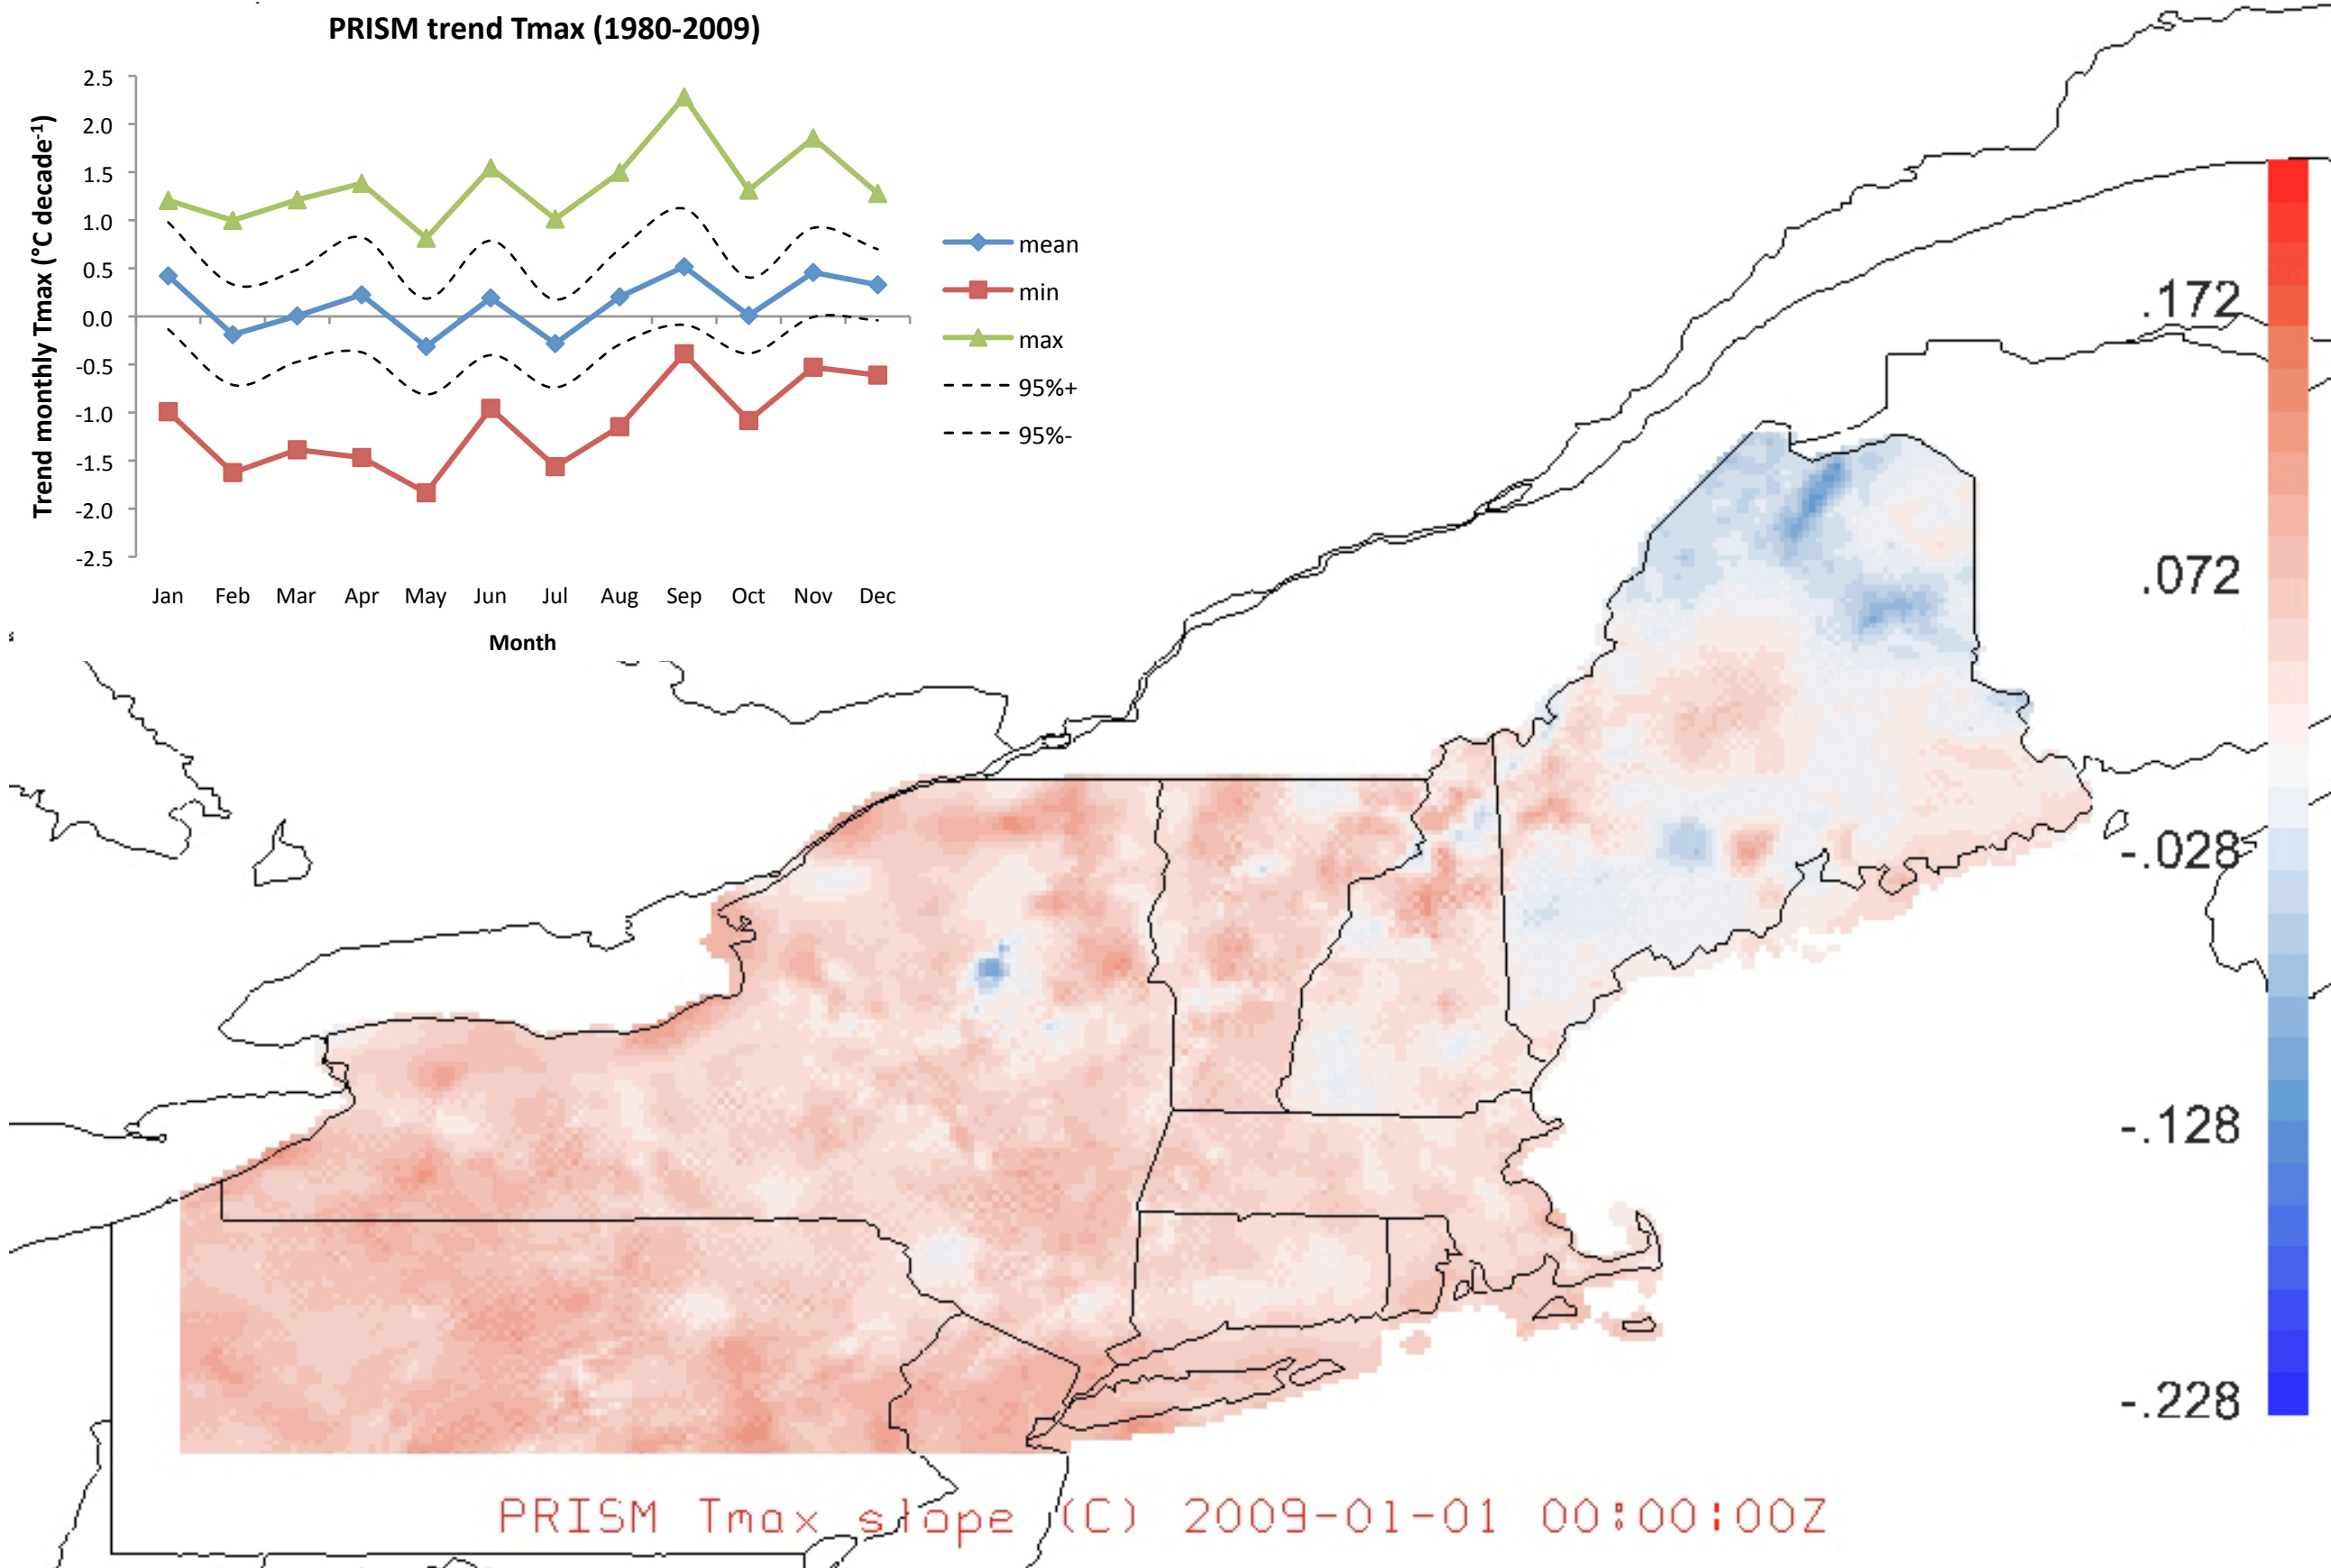 PRISM trend Tmax (1980-2009)
Trend monthly Tmax (°C decade⁻¹)
2.5
2.0
1.5
1.0
0.5
0.0
-0.5
-1.0
-1.5
-2.0
-2.5
Jan Feb Mar Apr May Jun Jul Aug Sep Oct Nov Dec
Month
mean
min
max
95%+
95%-
.172
.072
-.028
-.128
-.228
PRISM Tmax slope (C) 2009-01-01 00:00:00Z